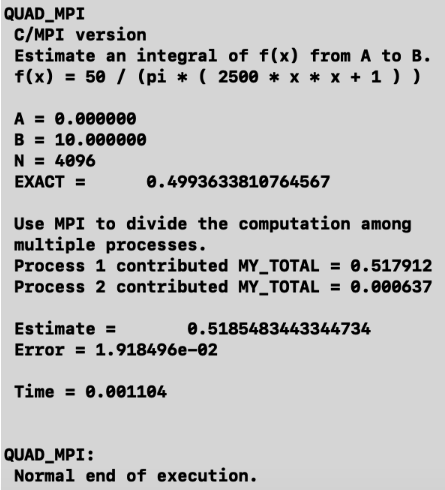 QUAD_MPI
C/MPI version
Estimate an integral of f(x) from A to B.
f(x) = 50 / (pi * ( 2500 * x * x + 1 ) )
A = 0.000000
B = 10.000000
N = 4096
EXACT = 0.4993633810764567
Use MPI to divide the computation among
multiple processes.
Process 1 contributed MY_TOTAL = 0.517912
Process 2 contributed MY_TOTAL = 0.000637
Estimate = 0.5185483443344734
Error = 1.918496e-02
Time = 0.001104
QUAD_MPI:
Normal end of execution.